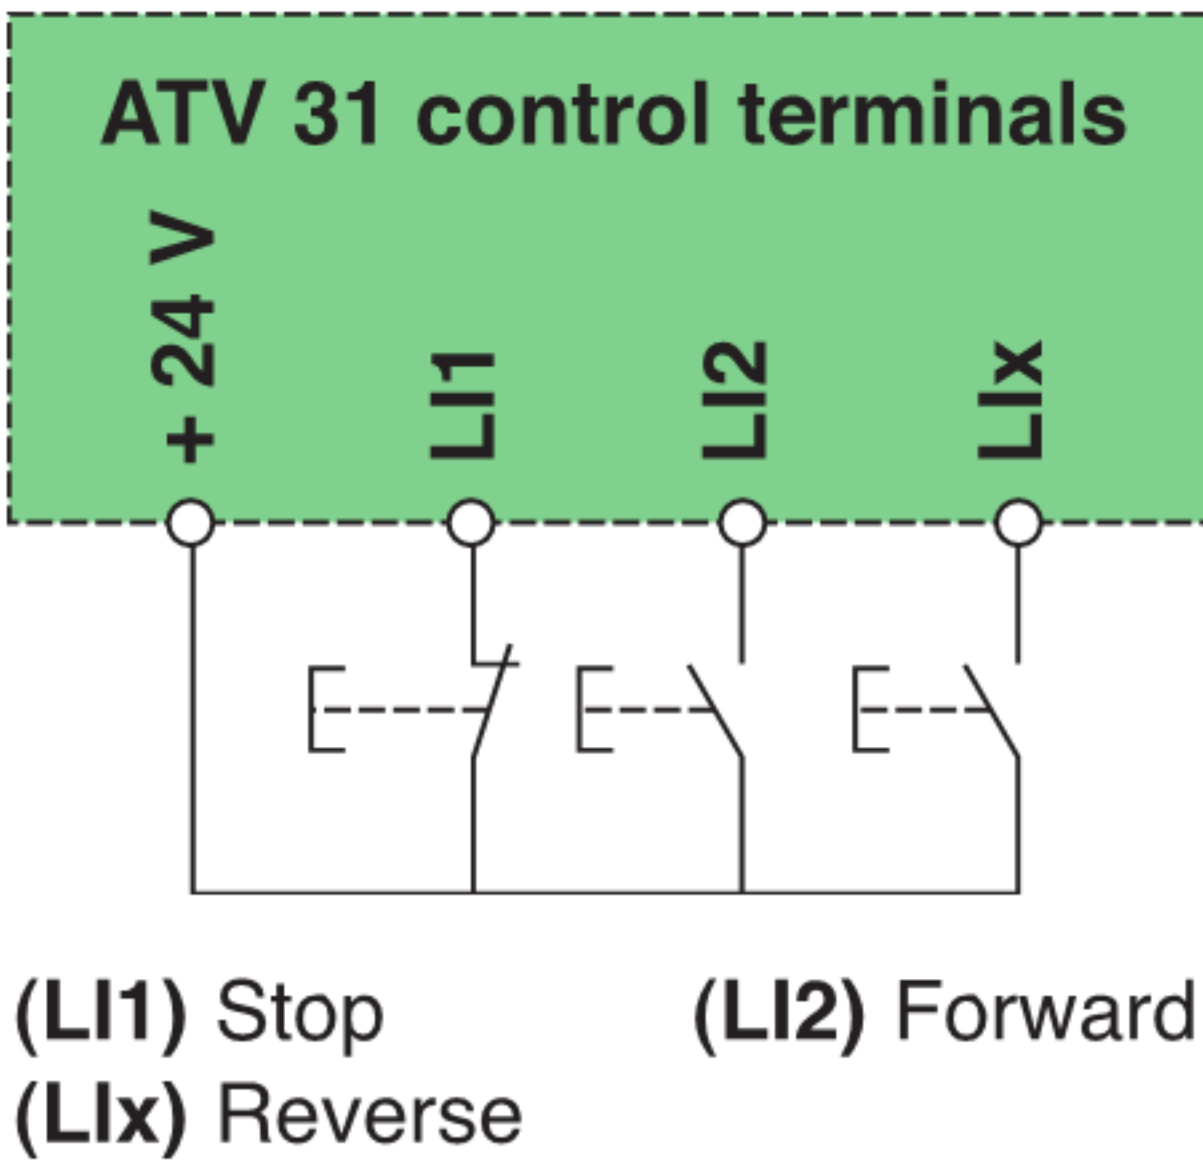 ATV 31 control terminals
+ 24 V
LI1
LI2
LIx
(LI1) Stop (LI2) Forward
(LIx) Reverse